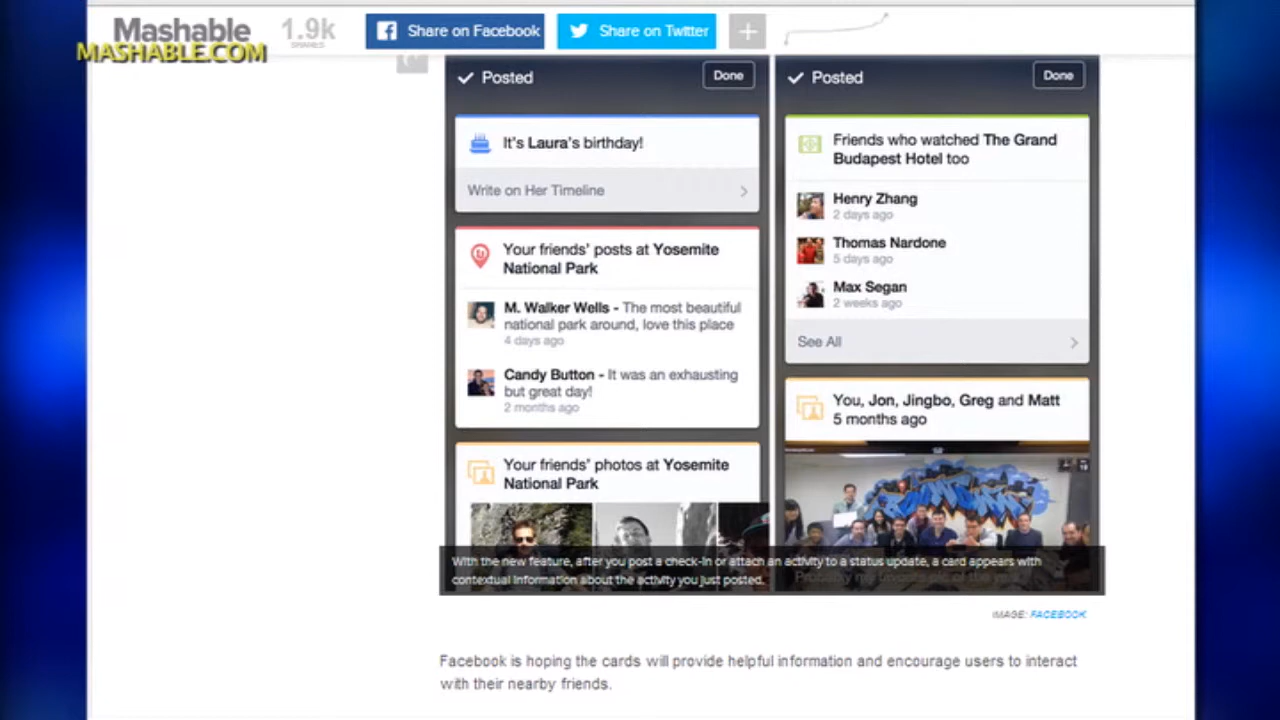 Mashable
MASHABLE.COM
1.9k
SHARES
Share on Facebook
Share on Twitter
+
Posted
Done
It's Laura's birthday!
Write on Her Timeline
Your friends' posts at Yosemite
National Park
M. Walker Wells - The most beautiful
national park around, love this place
4 days ago
Candy Button - It was an exhausting
but great day!
2 months ago
Your friends' photos at Yosemite
National Park
Posted
Done
Friends who watched The Grand
Budapest Hotel too
Henry Zhang
2 days ago
Thomas Nardone
5 days ago
Max Segan
2 weeks ago
See All
You, Jon, Jingbo, Greg and Matt
5 months ago
With the new feature, after you post a check-in or attach an activity to a status update, a card appears with
contextual information about the activity you just posted.
IMAGE: FACEBOOK
Facebook is hoping the cards will provide helpful information and encourage users to interact
with their nearby friends.